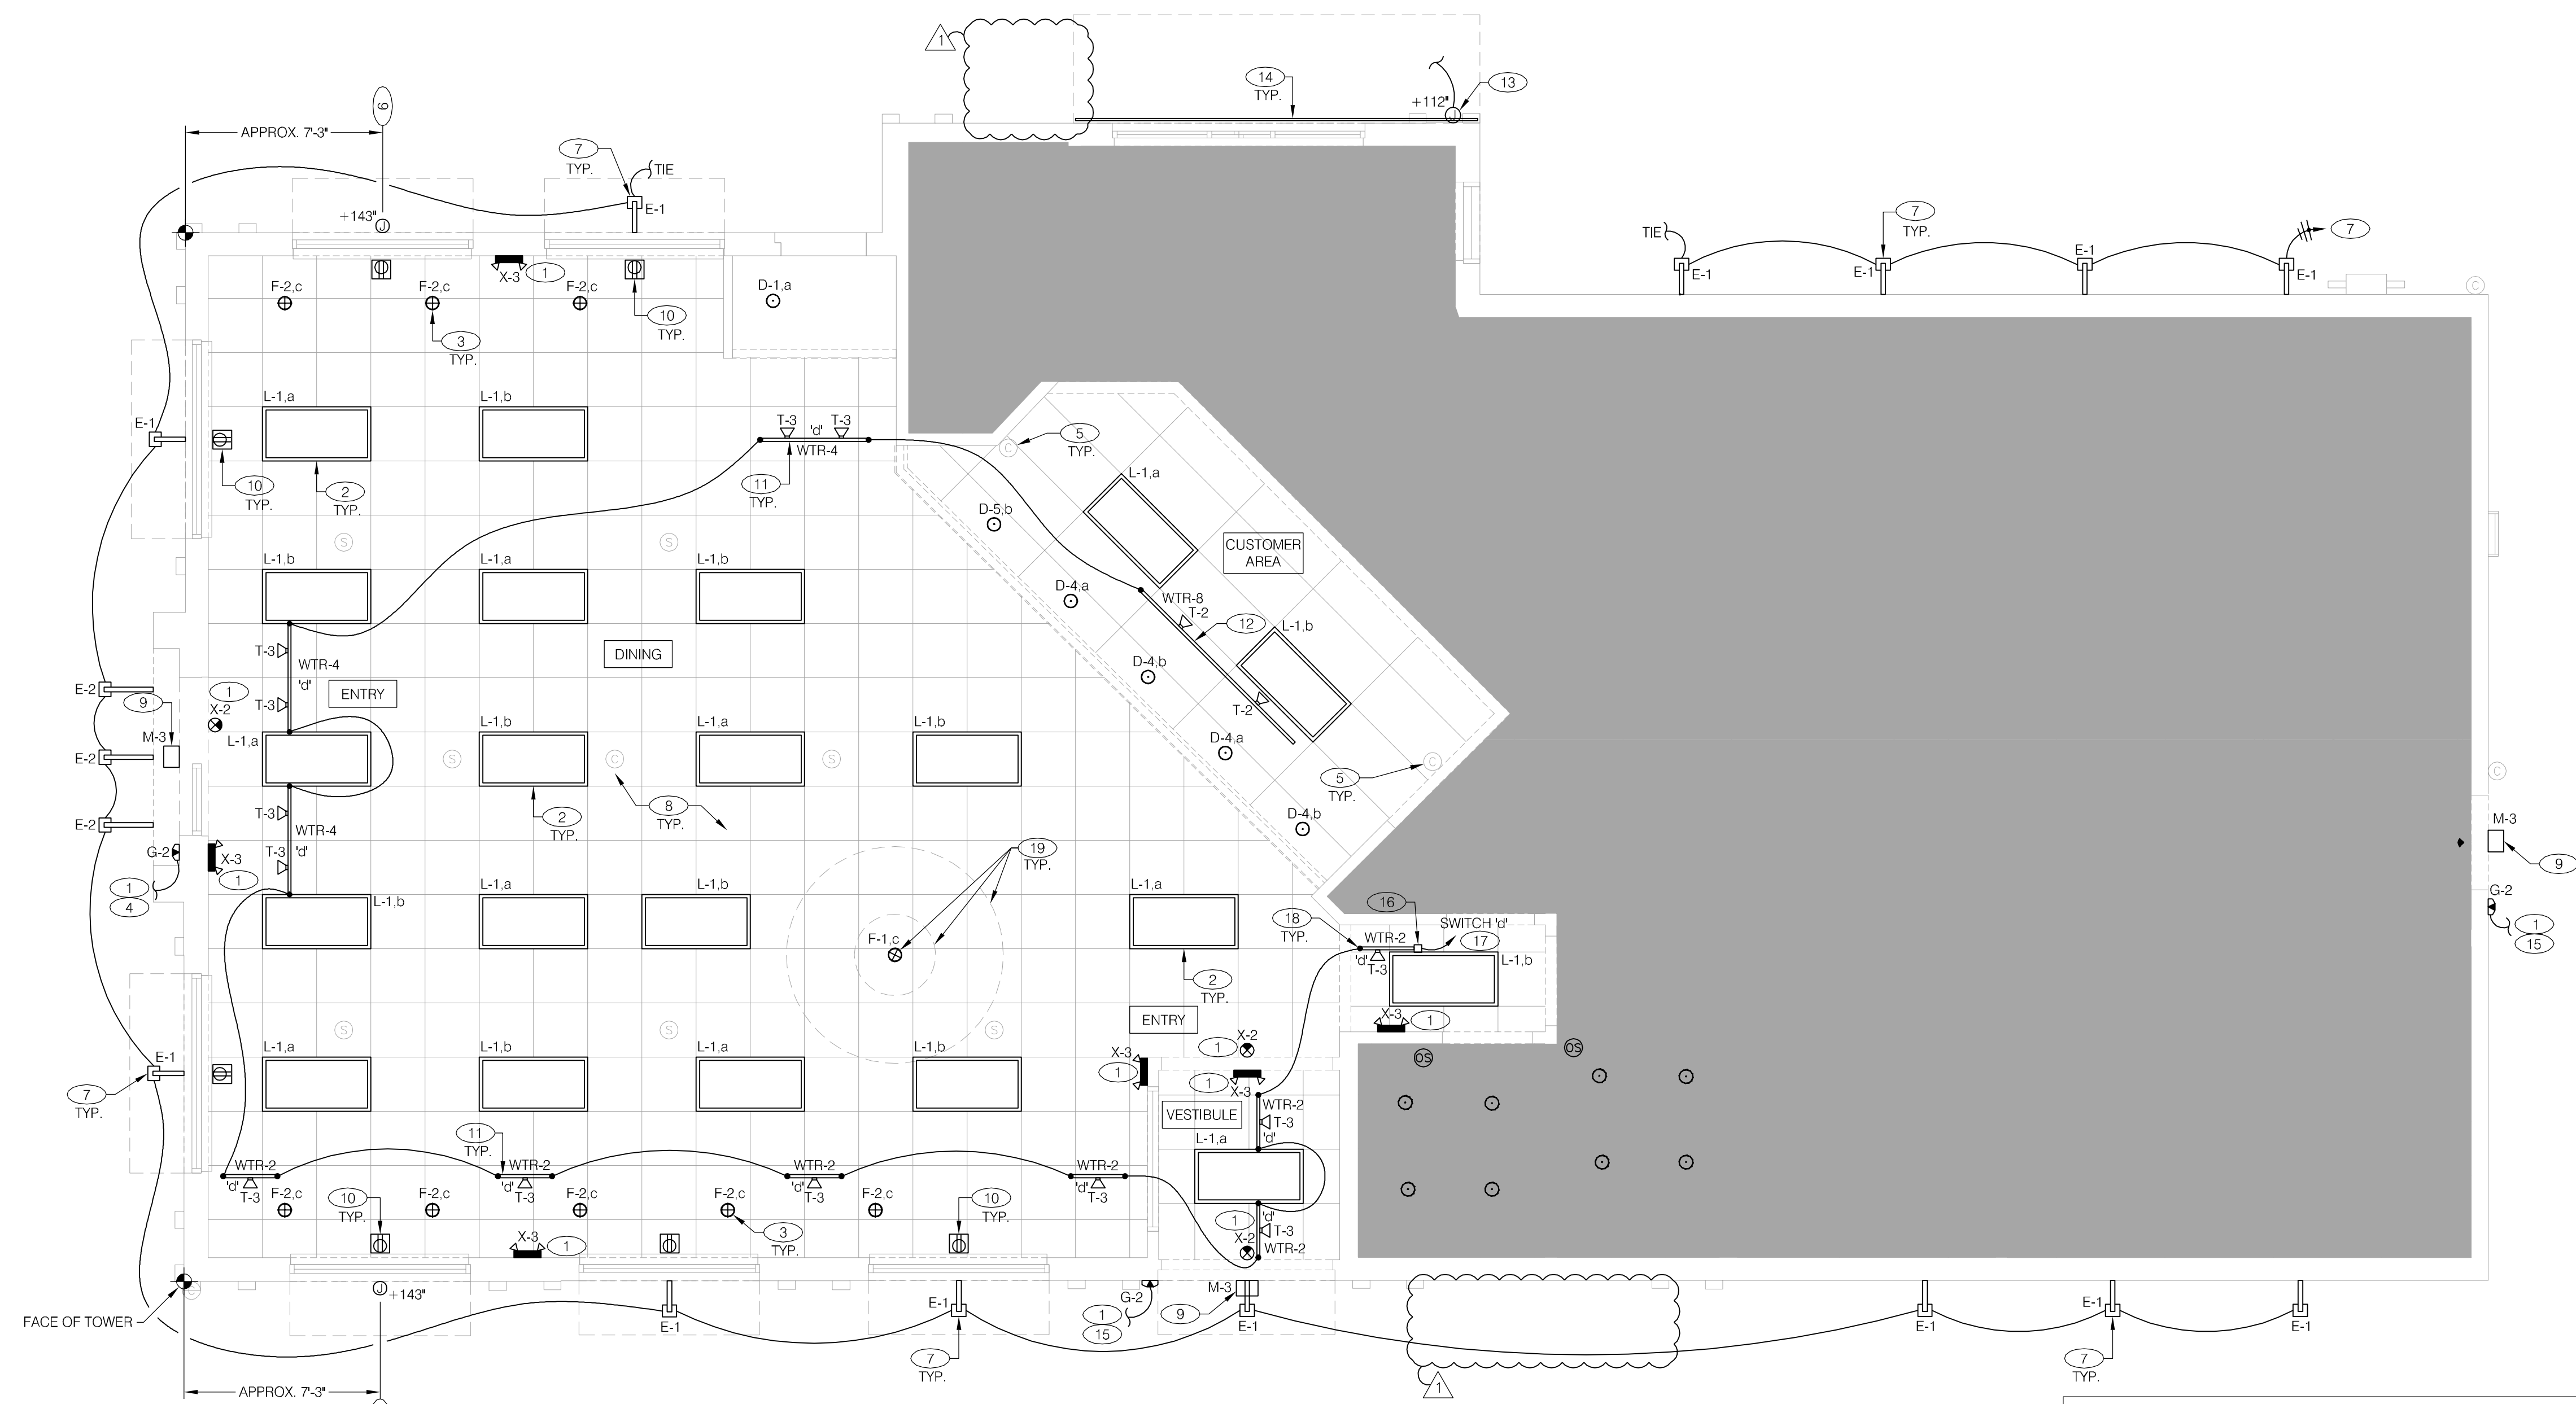 1
14
TYP.
+112"
J
13
6
APPROX. 7'-3"
7
TYP.
TIE
E-1
+143"
J
TIE
7
TYP.
7
E-1
E-1
E-1
E-1
C
X-3
1
F-2,c
F-2,c
F-2,c
D-1,a
10
TYP.
3
TYP.
L-1,a
L-1,b
E-1
T-3
'd'
T-3
WTR-4
5
TYP.
C
10
TYP.
2
TYP.
11
TYP.
L-1,a
D-5,b
S
S
CUSTOMER
AREA
L-1,b
L-1,a
L-1,b
D-4,a
WTR-8
T-2
12
L-1,b
T-3
WTR-4
'd'
DINING
D-4,b
E-2
1
ENTRY
T-3
X-2
9
T-2
L-1,b
L-1,a
L-1,b
M-3
L-1,a
D-4,a
E-2
S
C
S
C
5
TYP.
C
8
TYP.
2
TYP.
T-3
WTR-4
'd'
E-2
D-4,b
M-3
G-2
X-3
T-3
1
19
TYP.
9
1
4
L-1,a
L-1,b
L-1,a
G-2
L-1,b
16
18
TYP.
SWITCH 'd'
WTR-2
17
1
15
F-1,c
'd'
T-3
L-1,b
2
TYP.
ENTRY
X-3
1
S
S
S
X-2
1
OS
OS
E-1
L-1,a
L-1,b
L-1,a
L-1,b
X-3
1
1
X-3
7
TYP.
WTR-2
VESTIBULE
T-3
'd'
11
TYP.
L-1,a
WTR-2
WTR-2
WTR-2
WTR-2
'd'
T-3
'd'
T-3
'd'
T-3
'd'
T-3
F-2,c
F-2,c
F-2,c
F-2,c
F-2,c
10
TYP.
10
TYP.
3
TYP.
'd'
1
T-3
X-2
WTR-2
X-3
1
J
+143"
C
G-2
M-3
FACE OF TOWER
E-1
E-1
1
15
9
E-1
E-1
E-1
E-1
7
TYP.
7
TYP.
APPROX. 7'-3"
1